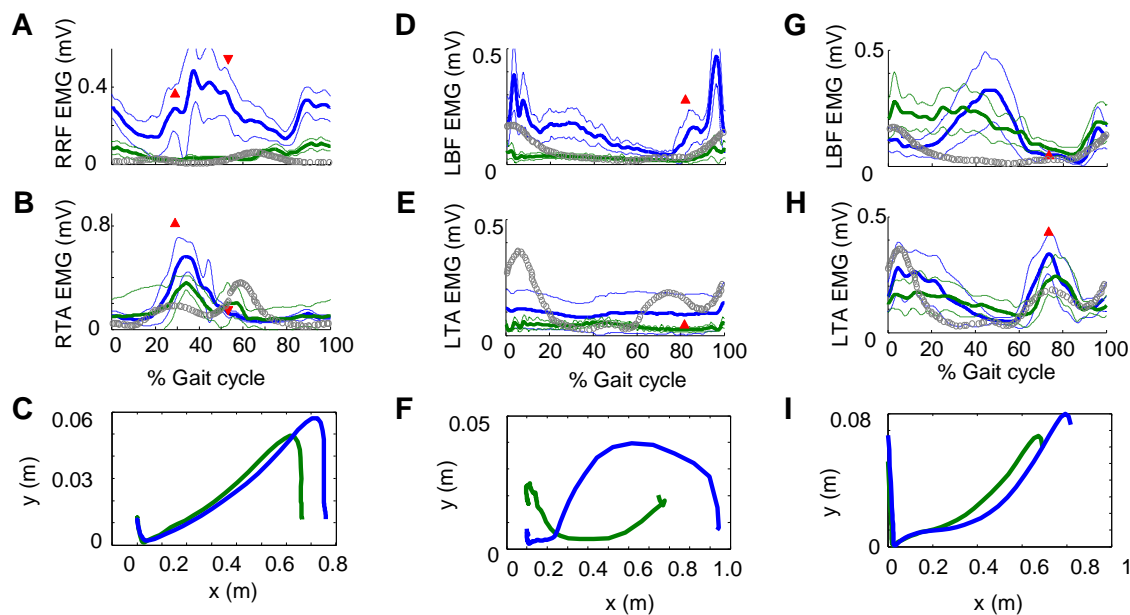 A
RRF EMG (mV)
0.4
0
D
LBF EMG (mV)
0.5
0
G
LBF EMG (mV)
0.5
0
B
RTA EMG (mV)
0.8
0
0 20 40 60 80 100
% Gait cycle
E
LTA EMG (mV)
0.5
0
0 20 40 60 80 100
% Gait cycle
H
LTA EMG (mV)
0.5
0
0 20 40 60 80 100
% Gait cycle
C
y (m)
0.06
0.03
0
0 0.2 0.4 0.6 0.8
x (m)
F
y (m)
0.05
0
0 0.2 0.4 0.6 0.8 1.0
x (m)
I
y (m)
0.08
0
0 0.2 0.4 0.6 0.8 1
x (m)